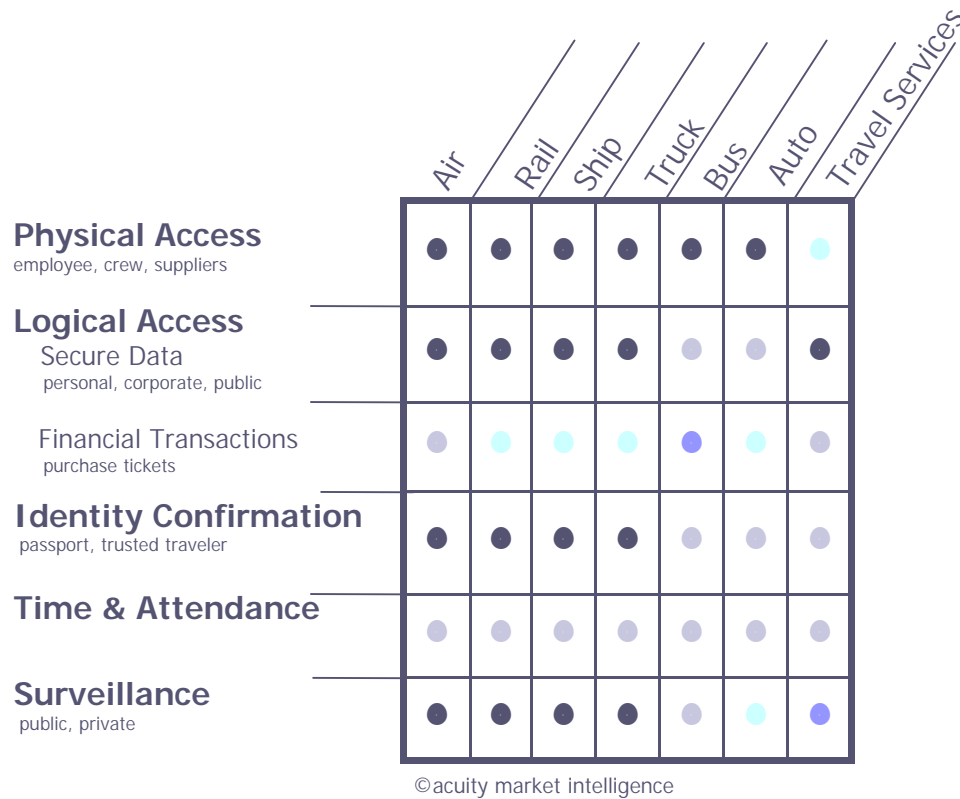 Air
Rail
Ship
Truck
Bus
Auto
Travel Services
Physical Access
employee, crew, suppliers
Logical Access
Secure Data
personal, corporate, public
Financial Transactions
purchase tickets
Identity Confirmation
passport, trusted traveler
Time & Attendance
Surveillance
public, private
©acuity market intelligence